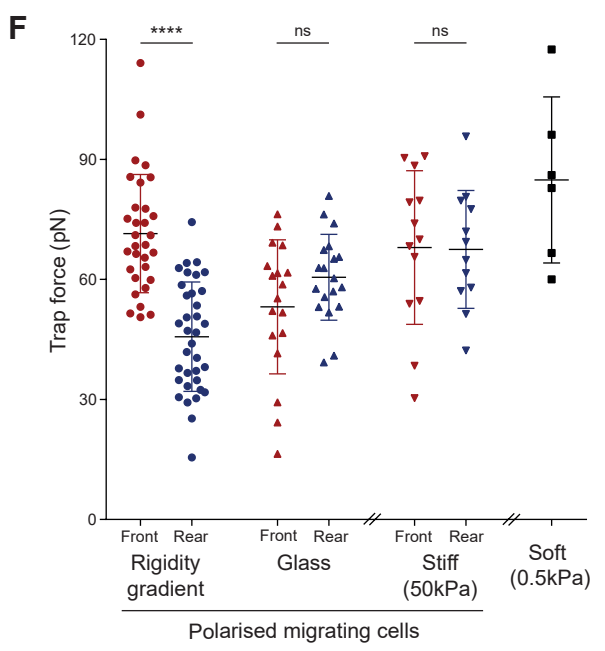 F
120
90
60
30
0
Trap force (pN)
****
ns
ns
Front Rear Front Rear Front Rear
Rigidity
gradient
Glass
Stiff
(50kPa)
Soft
(0.5kPa)
Polarised migrating cells